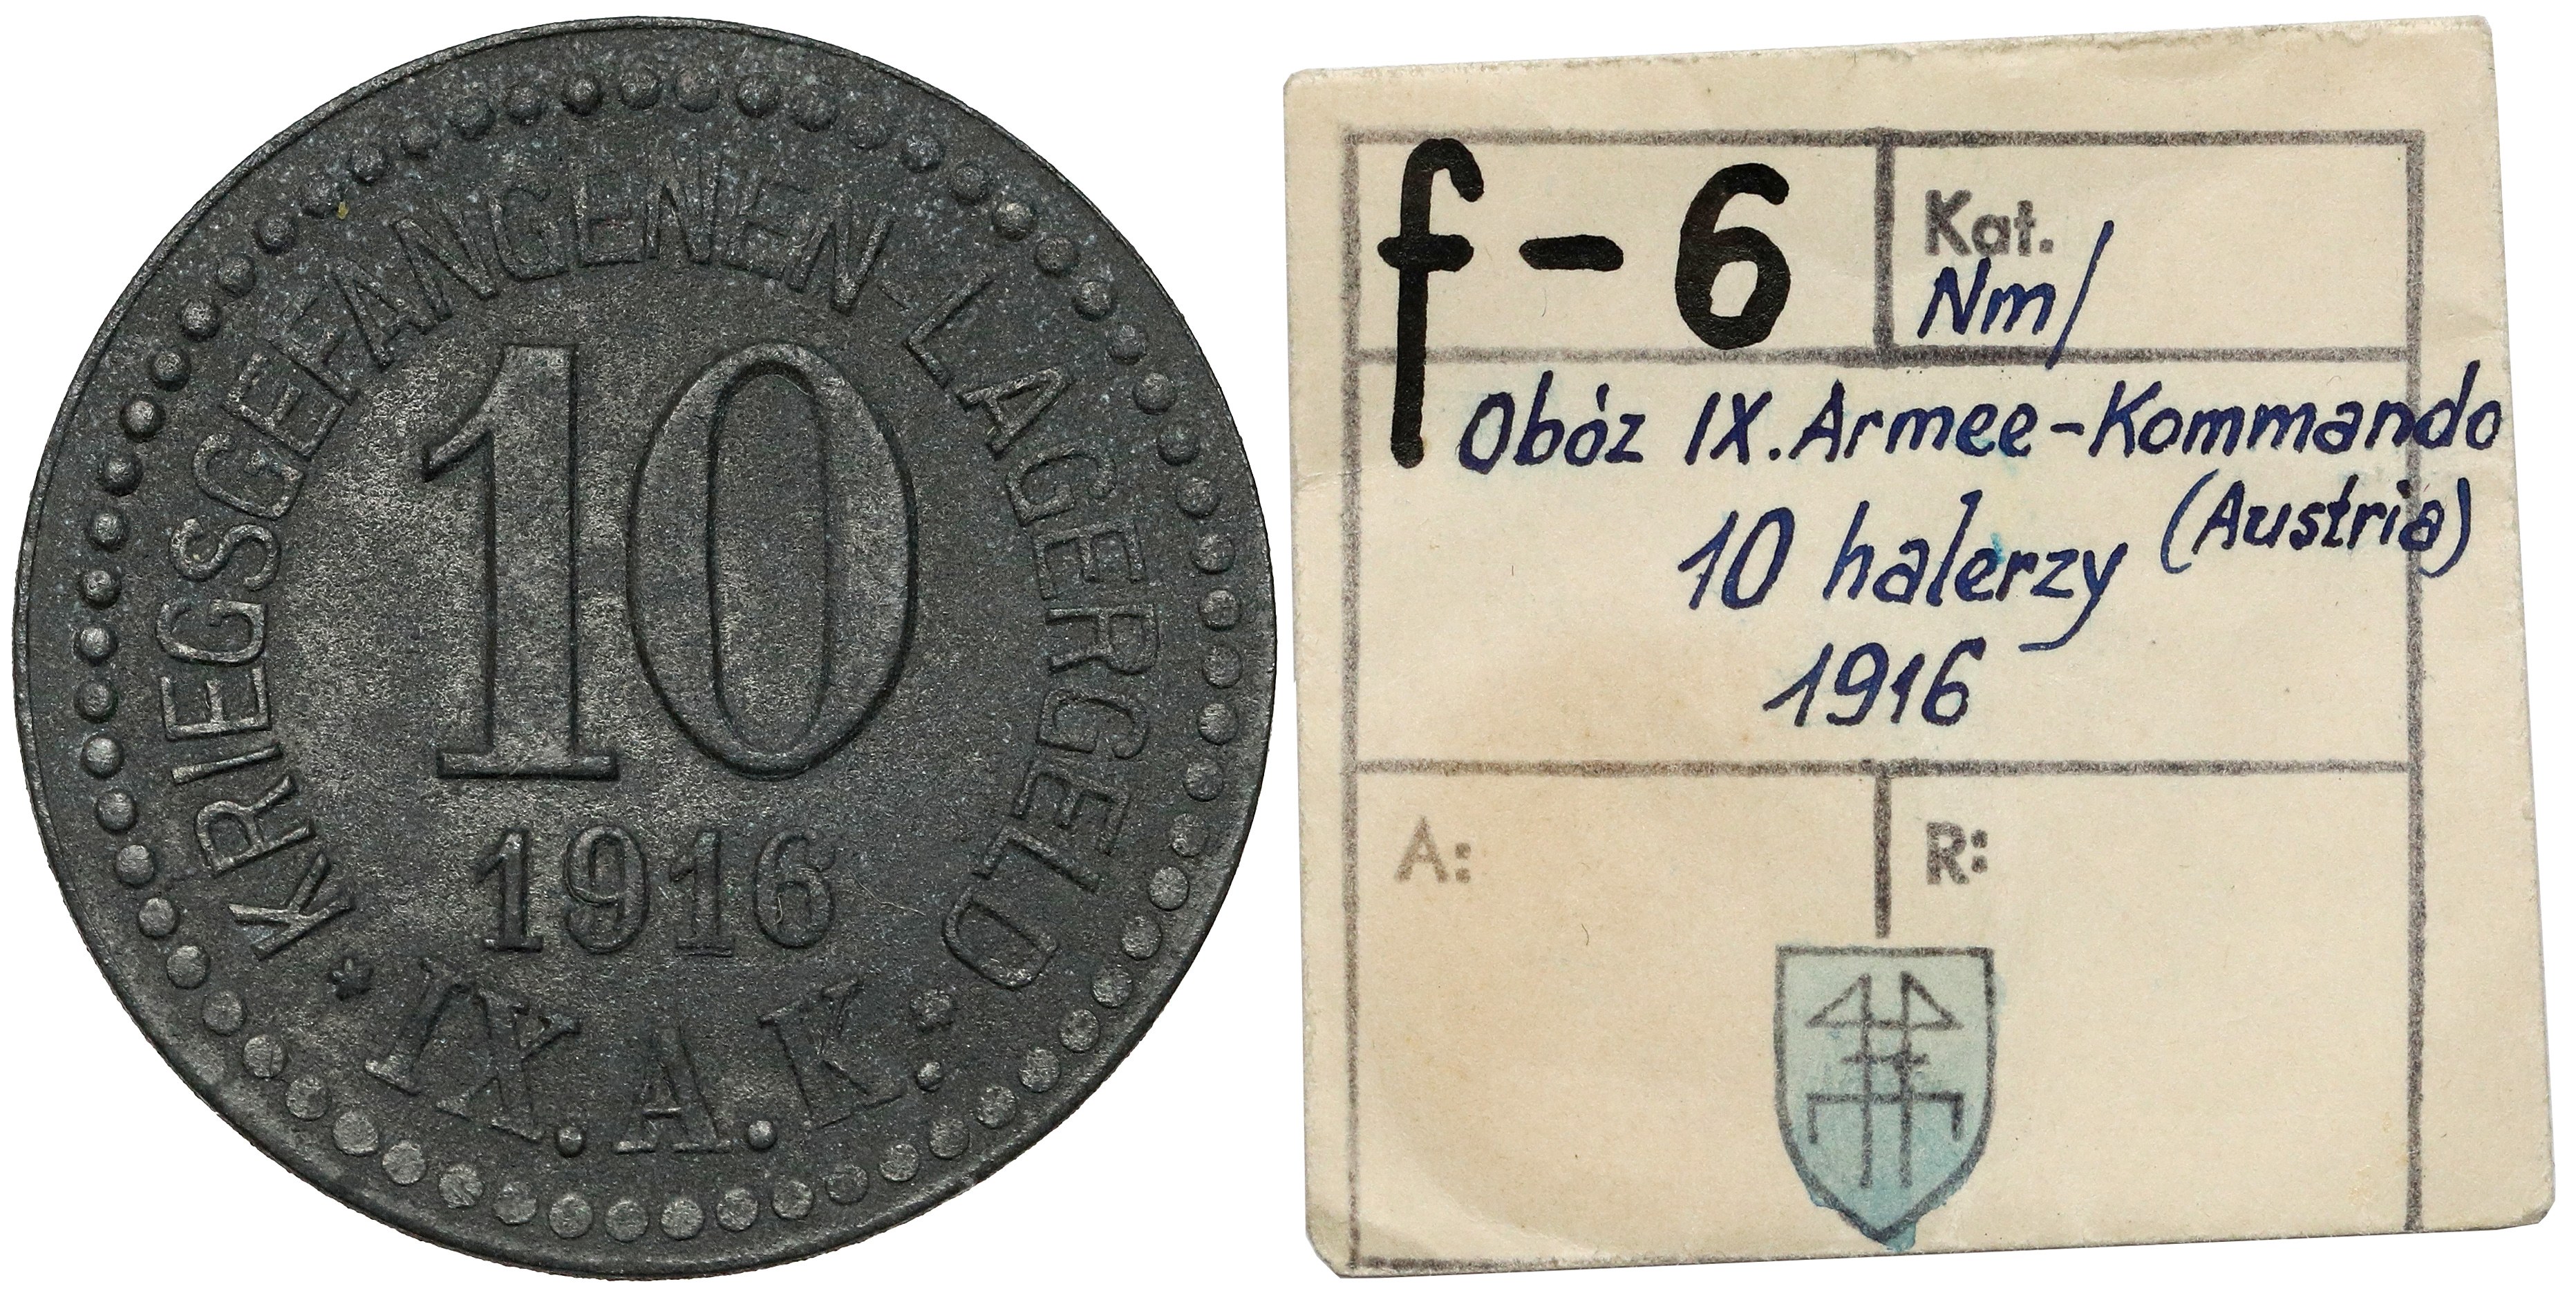 KRIEGSGEFANGENEN-LAGERGELD
10
1916
* IX.A.K. *
f-6
Kat.
Nm/
Obóz IX. Armee-Kommando
(Austria)
10 halerzy
1916
A:
R: